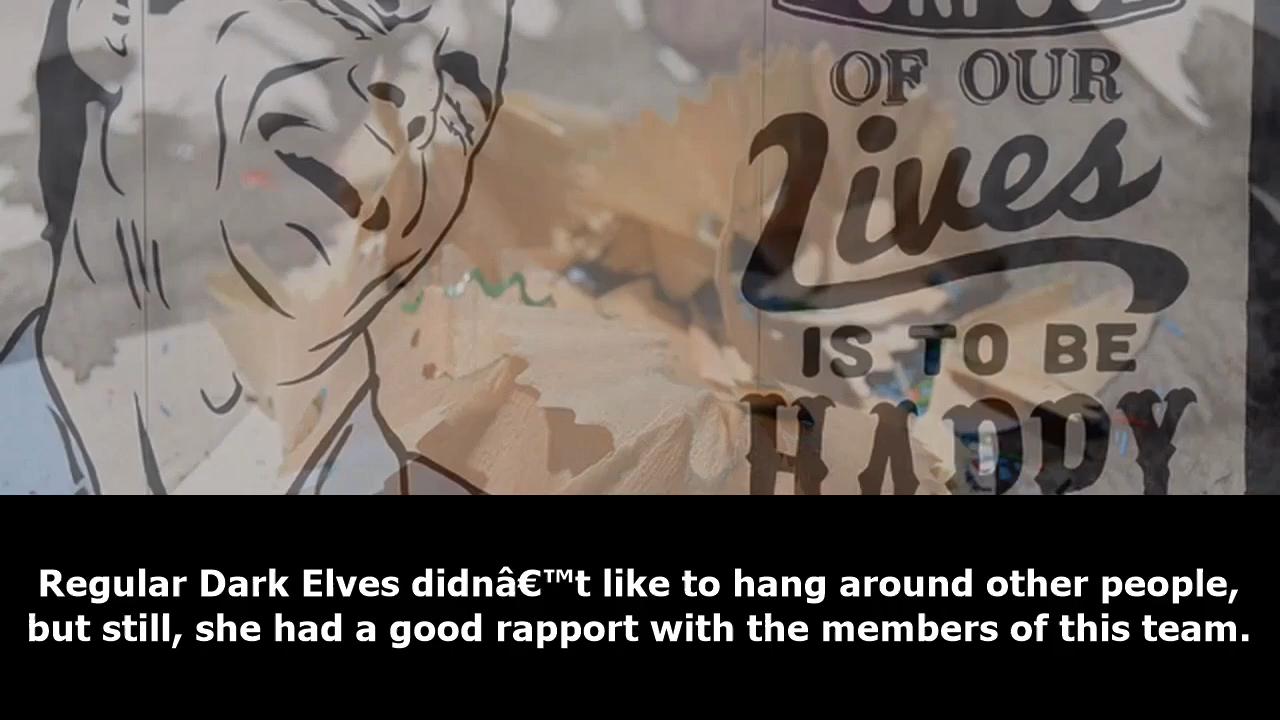 OF OUR
Lives
IS TO BE
HAPPY
Regular Dark Elves didnâ€™t like to hang around other people,
but still, she had a good rapport with the members of this team.